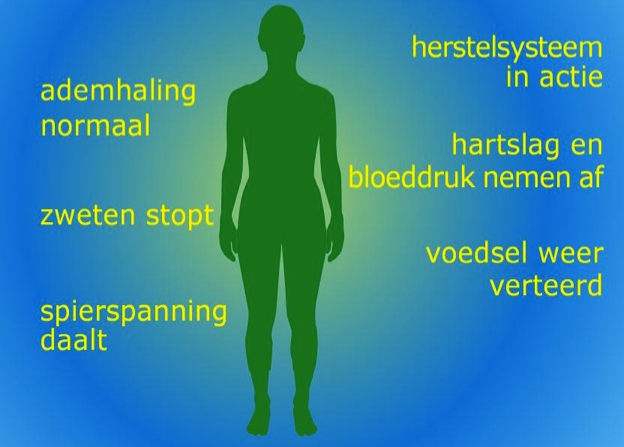 ademhaling
normaal
zweten stopt
spierspanning
daalt
herstelsysteem
in actie
hartslag en
bloeddruk nemen af
voedsel weer
verteerd